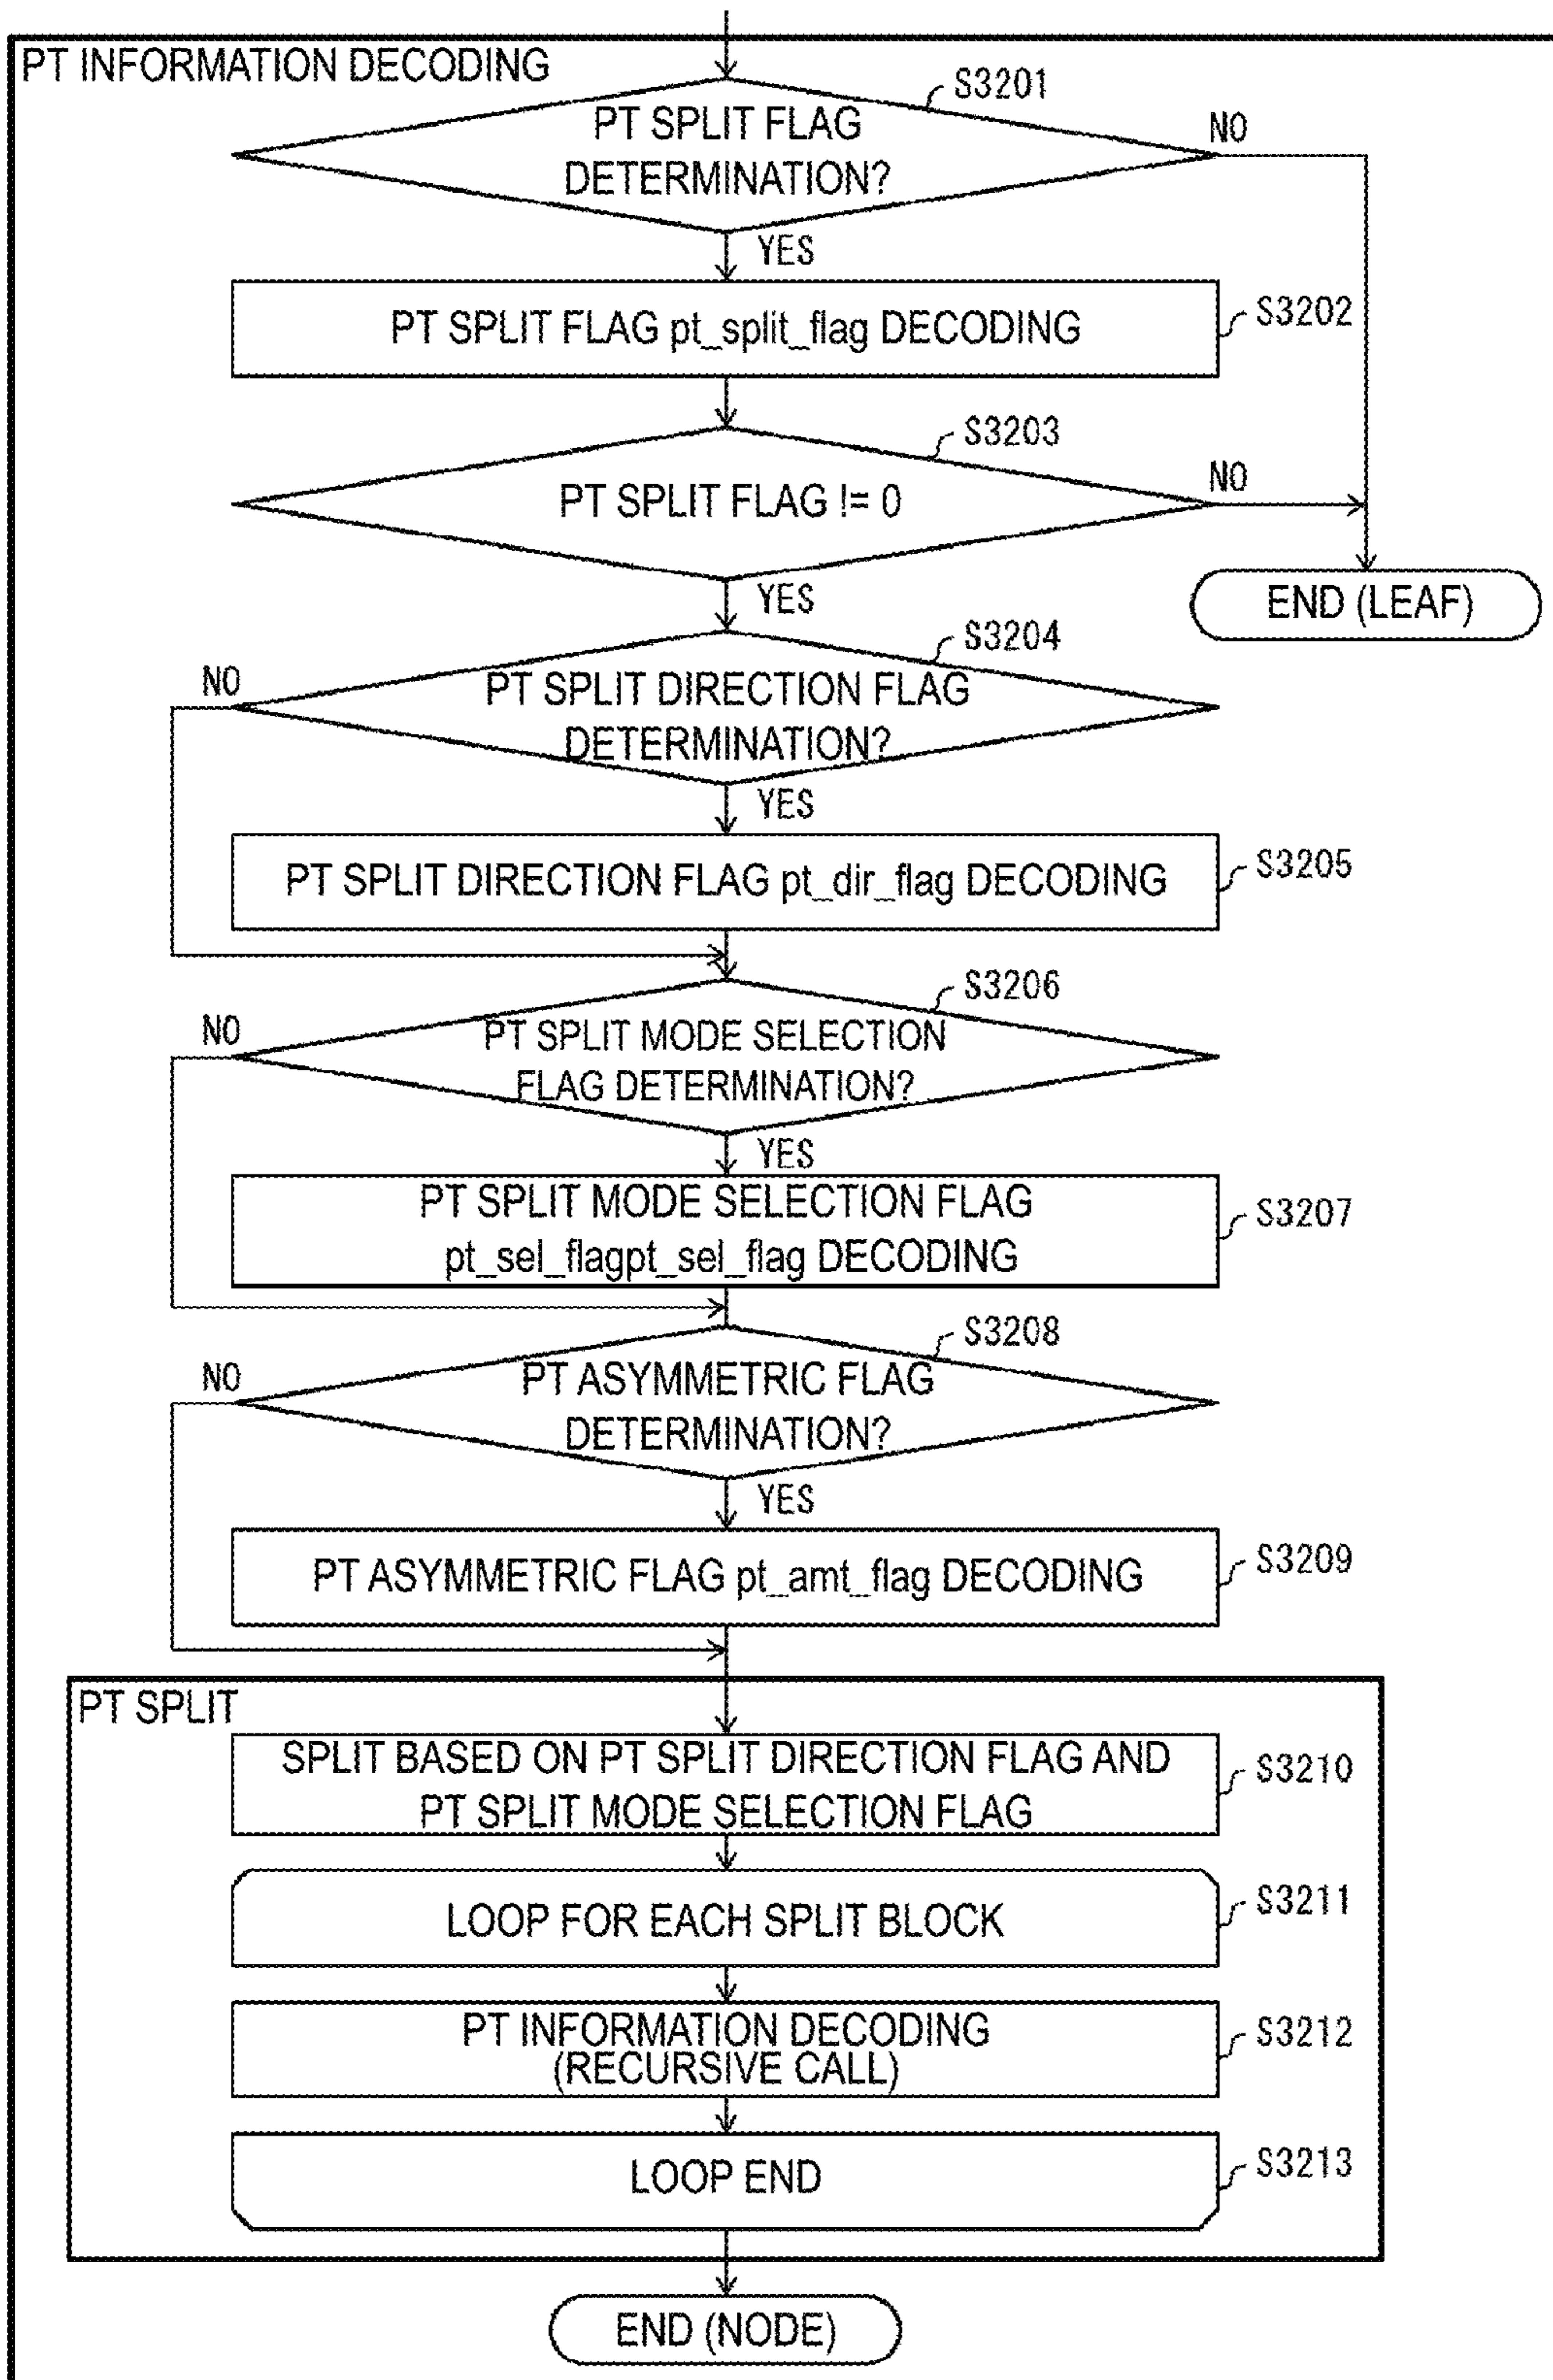 PT INFORMATION DECODING
S3201
PT SPLIT FLAG
DETERMINATION?
NO
YES
PT SPLIT FLAG pt_split_flag DECODING
S3202
S3203
PT SPLIT FLAG != 0
NO
YES
END (LEAF)
S3204
NO
PT SPLIT DIRECTION FLAG
DETERMINATION?
YES
PT SPLIT DIRECTION FLAG pt_dir_flag DECODING
S3205
S3206
NO
PT SPLIT MODE SELECTION
FLAG DETERMINATION?
YES
PT SPLIT MODE SELECTION FLAG
pt_sel_flagpt_sel_flag DECODING
S3207
S3208
NO
PT ASYMMETRIC FLAG
DETERMINATION?
YES
PT ASYMMETRIC FLAG pt_amt_flag DECODING
S3209
PT SPLIT
SPLIT BASED ON PT SPLIT DIRECTION FLAG AND
PT SPLIT MODE SELECTION FLAG
S3210
LOOP FOR EACH SPLIT BLOCK
S3211
PT INFORMATION DECODING
(RECURSIVE CALL)
S3212
LOOP END
S3213
END (NODE)